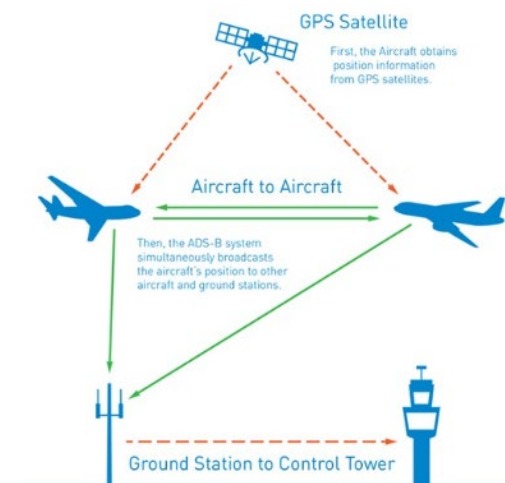 GPS Satellite
First, the Aircraft obtains
position information
from GPS satellites.
Aircraft to Aircraft
Then, the ADS-B system
simultaneously broadcasts
the aircraft's position to other
aircraft and ground stations.
Ground Station to Control Tower